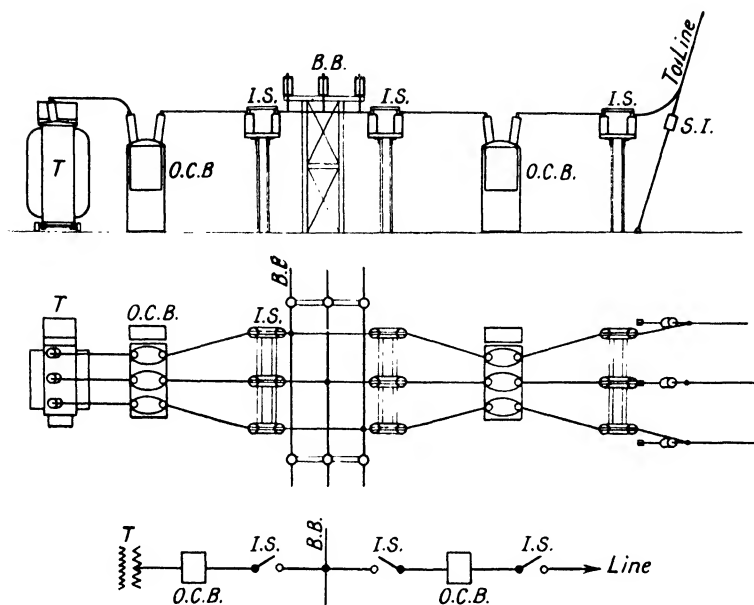 B.B.
To Line
I.S.
I.S.
I.S.
S.I.
T
O.C.B
O.C.B.
B.B
T
O.C.B.
I.S.
T
I.S.
B.B.
I.S.
I.S.
Line
O.C.B.
O.C.B.